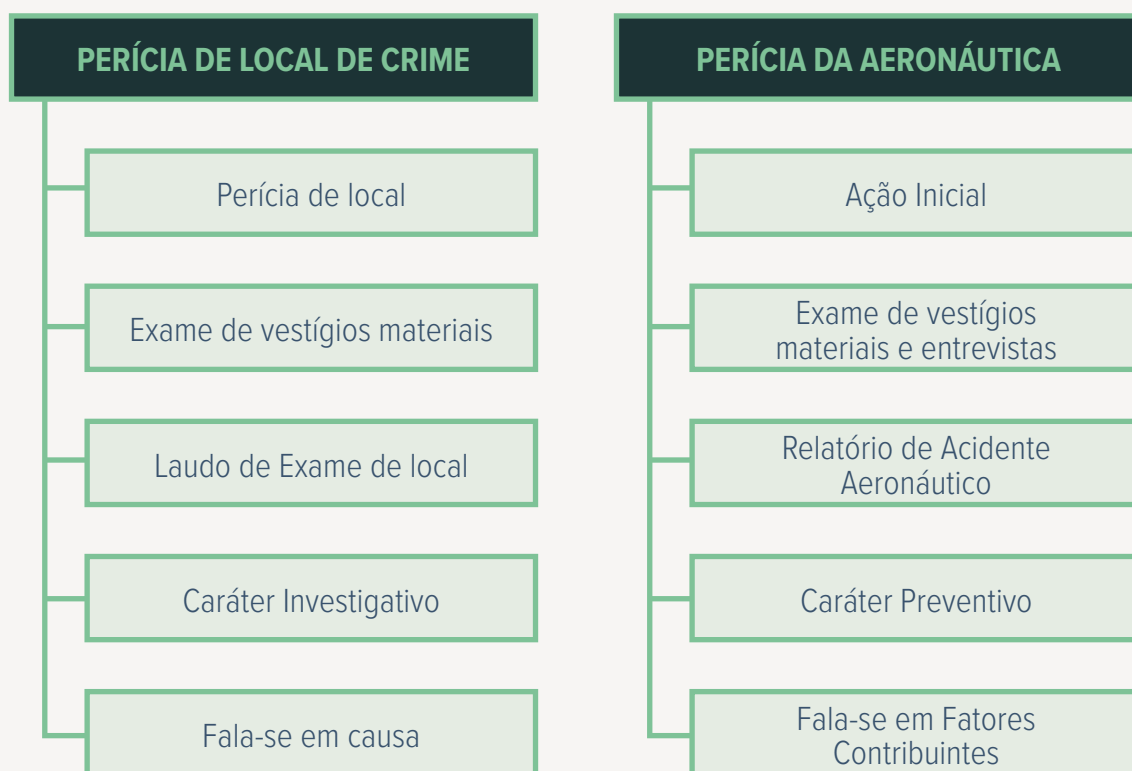 PERÍCIA DE LOCAL DE CRIME
Perícia de local
Exame de vestígios materiais
Laudo de Exame de local
Caráter Investigativo
Fala-se em causa
PERÍCIA DA AERONÁUTICA
Ação Inicial
Exame de vestígios
materiais e entrevistas
Relatório de Acidente
Aeronáutico
Caráter Preventivo
Fala-se em Fatores
Contribuintes